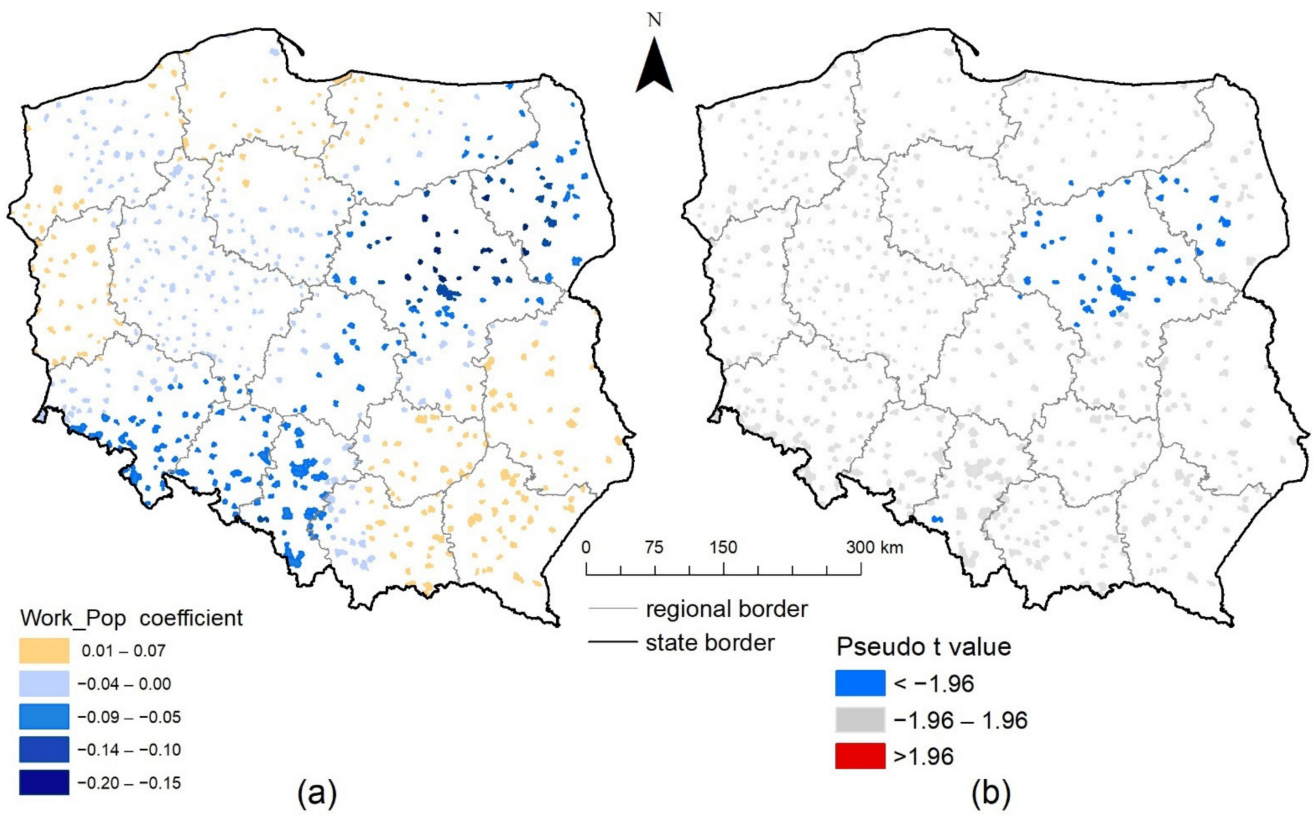 N
0 75 150 300 km
regional border
state border
Work_Pop coefficient
0.01 – 0.07
−0.04 – 0.00
−0.09 – −0.05
−0.14 – −0.10
−0.20 – −0.15
(a)
Pseudo t value
< −1.96
−1.96 – 1.96
>1.96
(b)